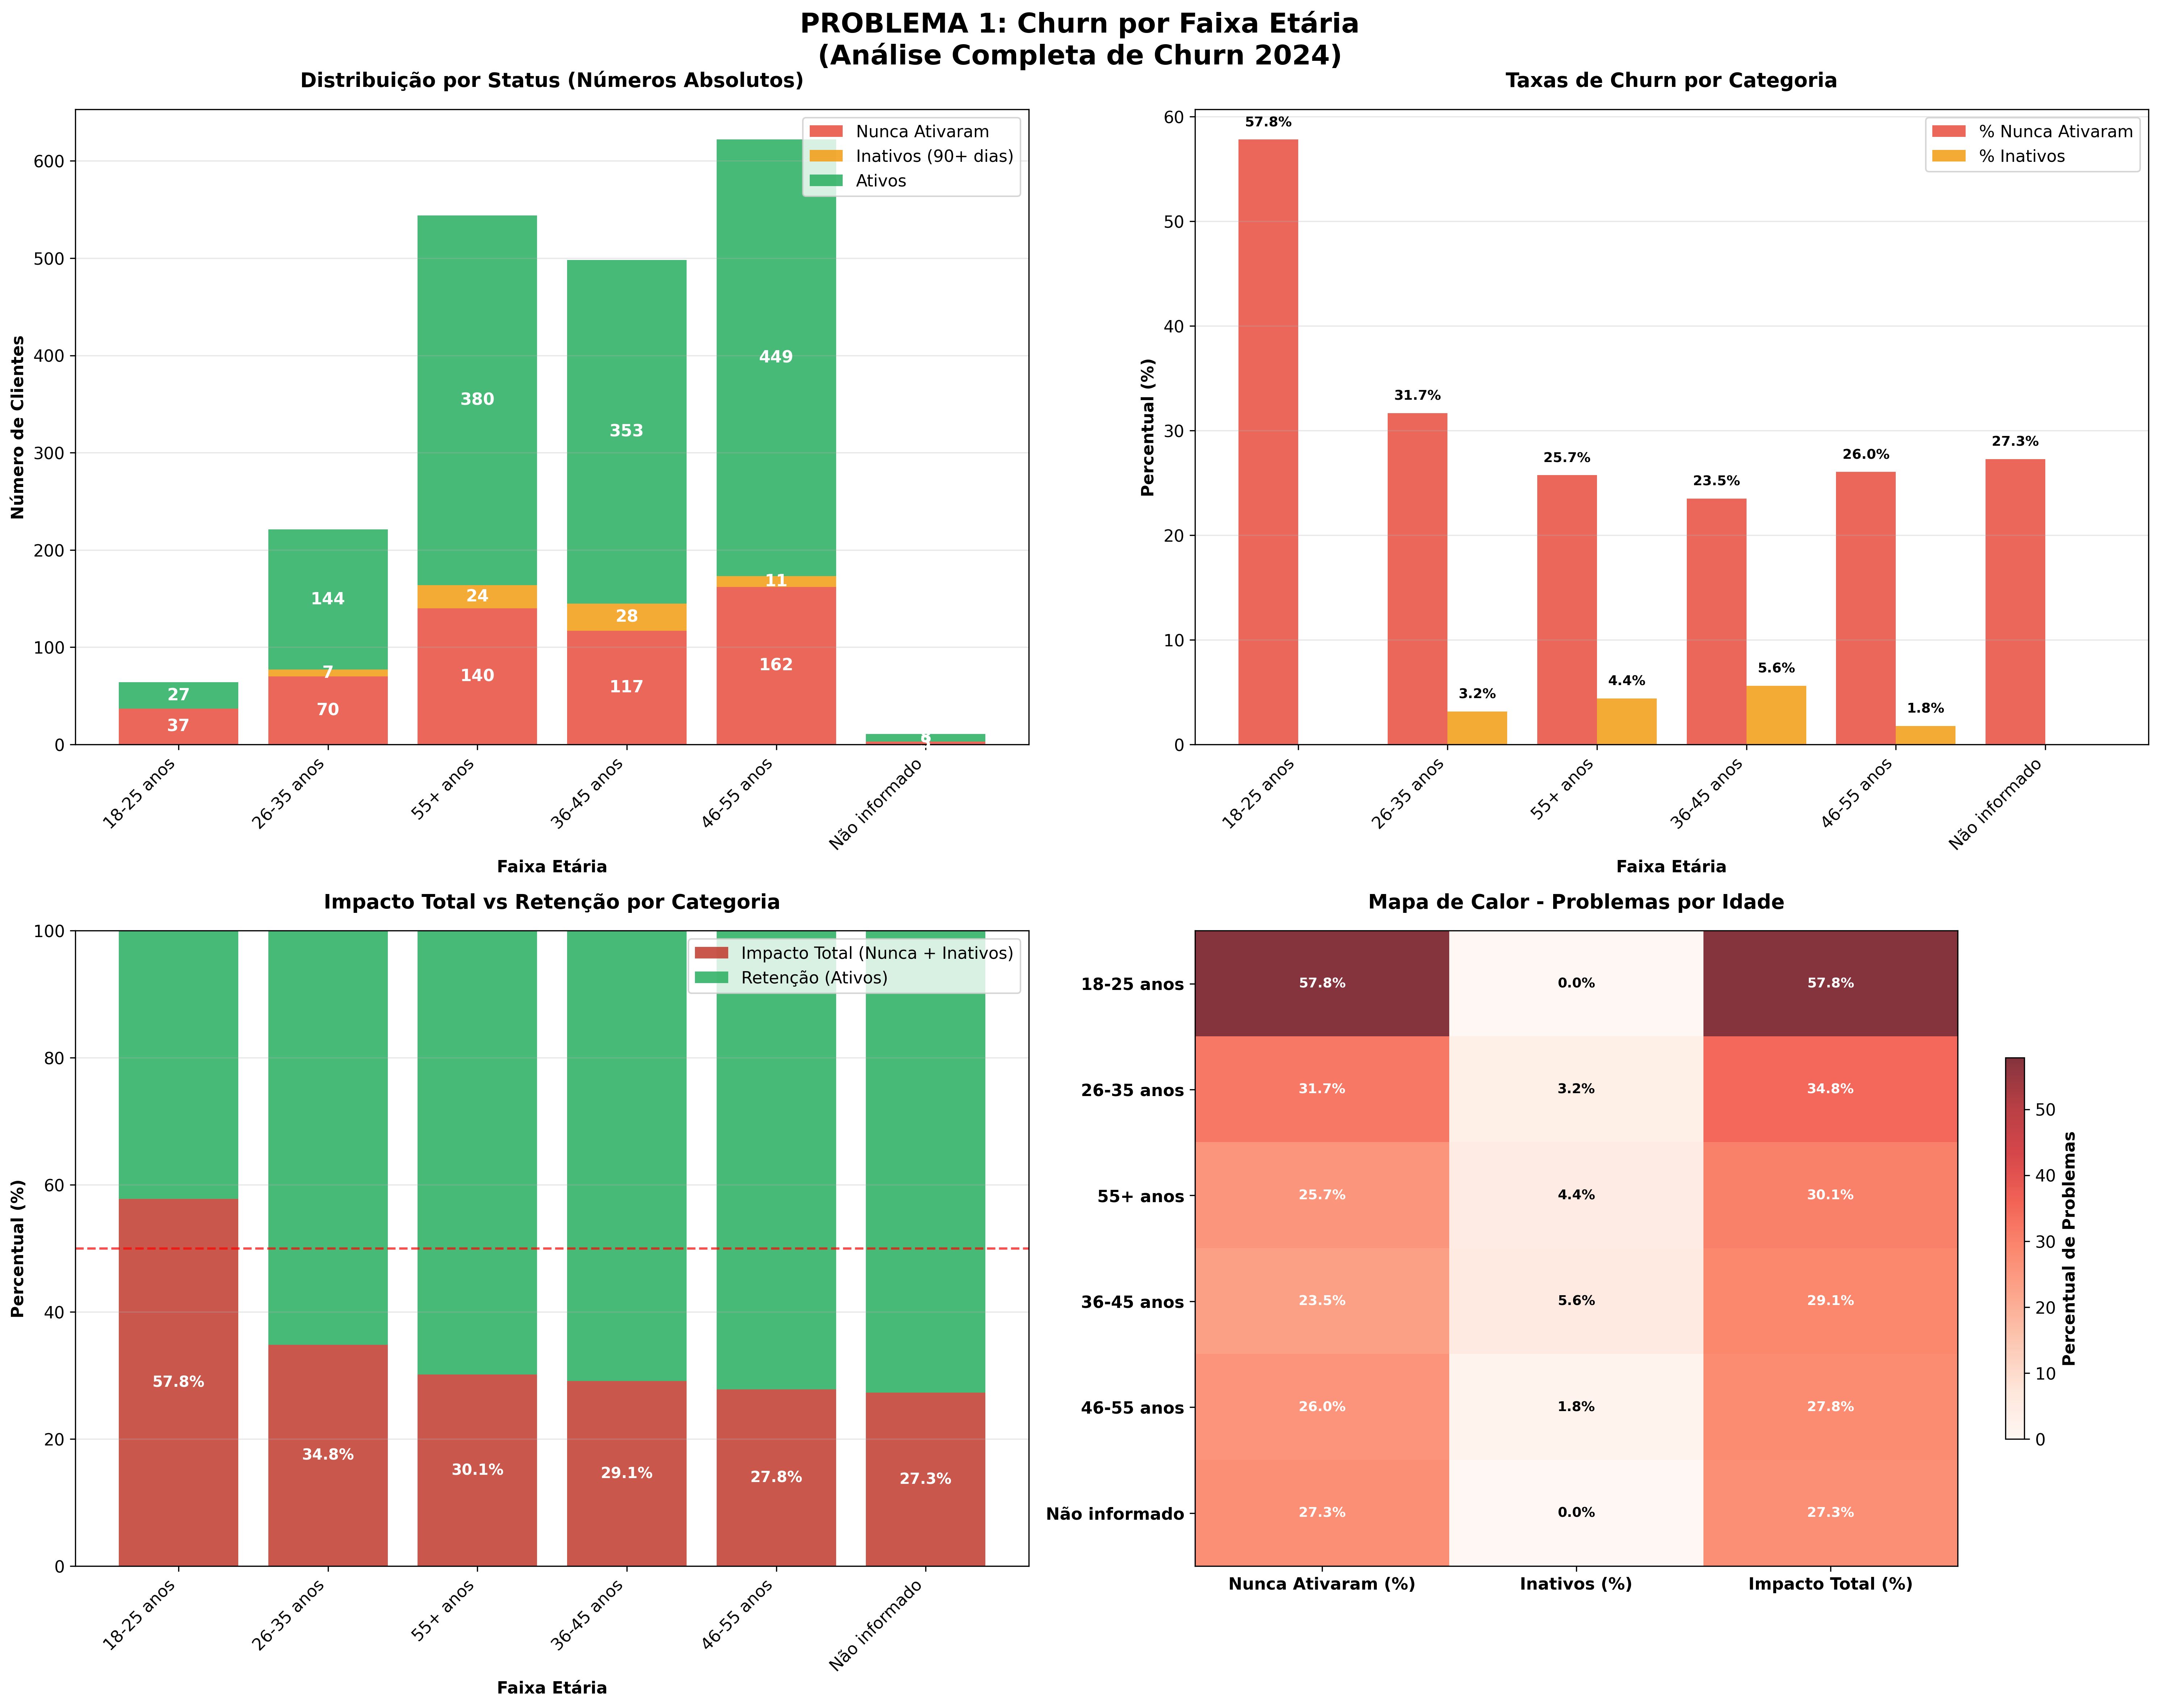 PROBLEMA 1: Churn por Faixa Etária
(Análise Completa de Churn 2024)
Distribuição por Status (Números Absolutos)
Número de Clientes
600
500
400
300
200
100
0
Nunca Ativaram
Inativos (90+ dias)
Ativos
27
37
144
7
70
380
24
140
353
28
117
449
11
162
8
18-25 anos
26-35 anos
55+ anos
36-45 anos
46-55 anos
Não informado
Faixa Etária
Taxas de Churn por Categoria
Percentual (%)
60
50
40
30
20
10
0
% Nunca Ativaram
% Inativos
57.8%
31.7%
3.2%
25.7%
4.4%
23.5%
5.6%
26.0%
1.8%
27.3%
18-25 anos
26-35 anos
55+ anos
36-45 anos
46-55 anos
Não informado
Faixa Etária
Impacto Total vs Retenção por Categoria
Percentual (%)
100
80
60
40
20
0
Impacto Total (Nunca + Inativos)
Retenção (Ativos)
57.8%
34.8%
30.1%
29.1%
27.8%
27.3%
18-25 anos
26-35 anos
55+ anos
36-45 anos
46-55 anos
Não informado
Faixa Etária
Mapa de Calor - Problemas por Idade
18-25 anos 57.8% 0.0% 57.8%
26-35 anos 31.7% 3.2% 34.8%
55+ anos 25.7% 4.4% 30.1%
36-45 anos 23.5% 5.6% 29.1%
46-55 anos 26.0% 1.8% 27.8%
Não informado 27.3% 0.0% 27.3%
Nunca Ativaram (%) Inativos (%) Impacto Total (%)
50
40
30
20
10
0
Percentual de Problemas